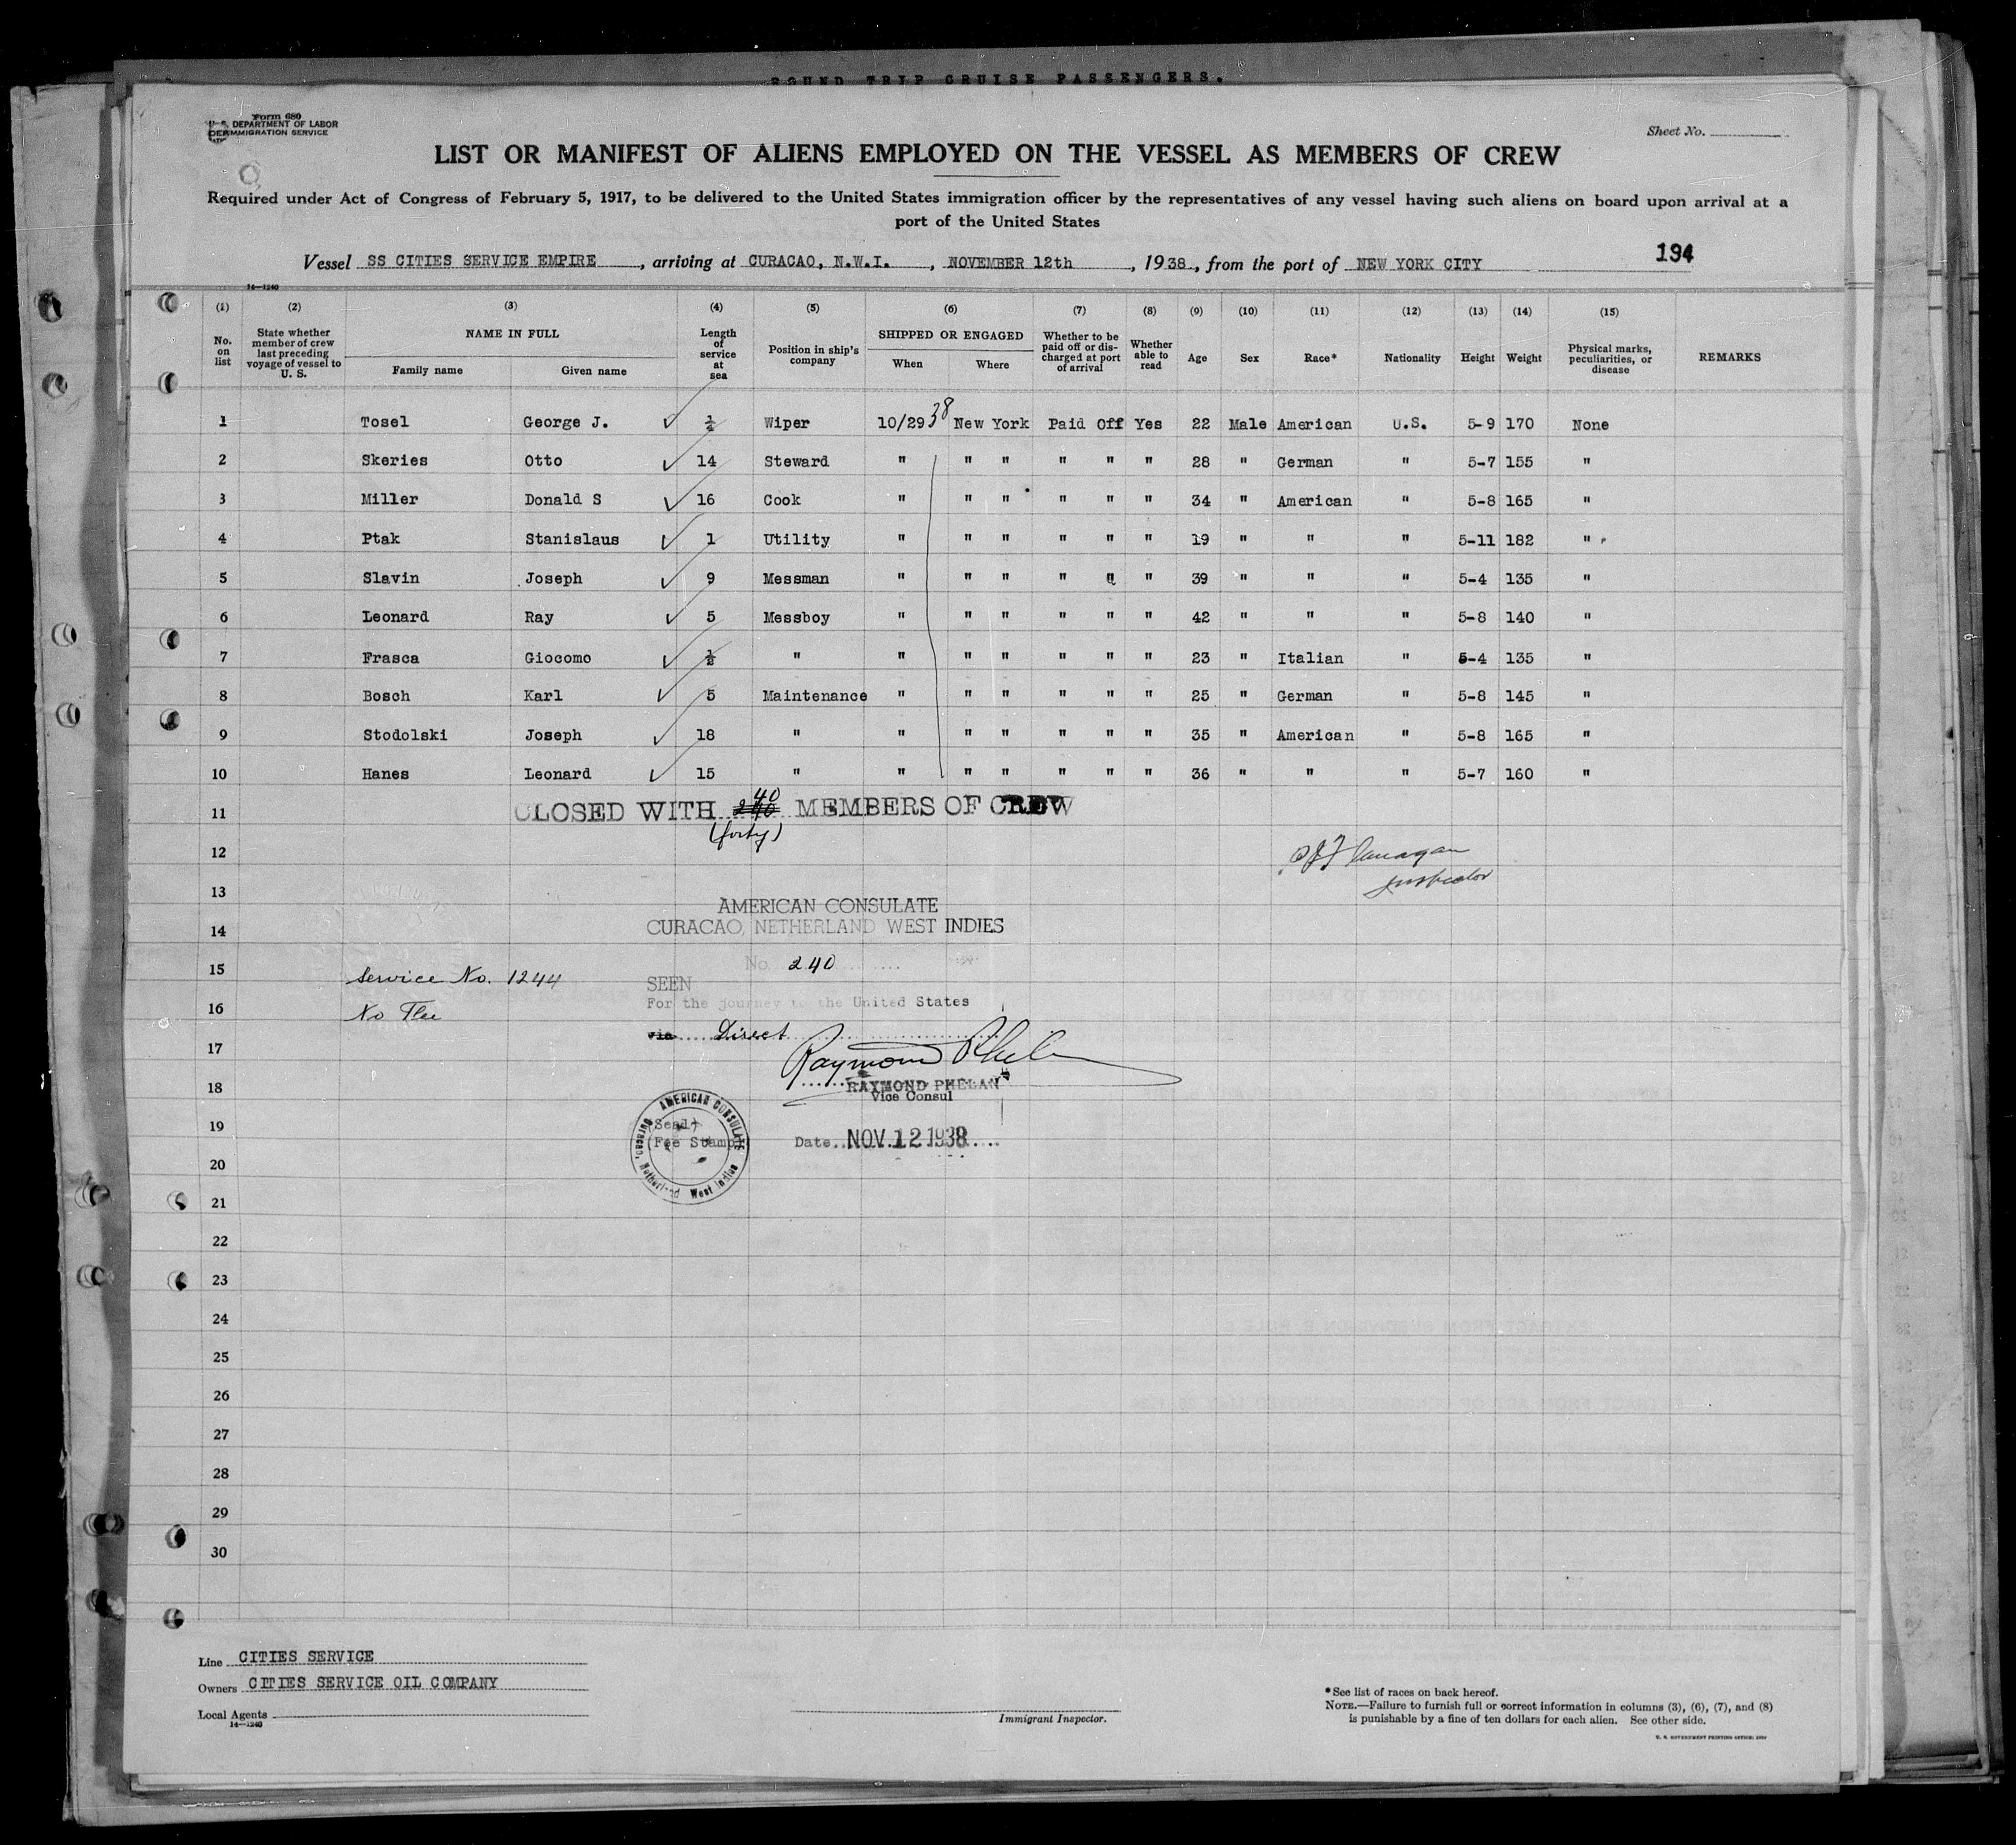 ROUND TRIP CRUISE PASSENGERS.
Form 680
U. S. DEPARTMENT OF LABOR
IMMIGRATION SERVICE
Sheet No.
LIST OR MANIFEST OF ALIENS EMPLOYED ON THE VESSEL AS MEMBERS OF CREW
Required under Act of Congress of February 5, 1917, to be delivered to the United States immigration officer by the representatives of any vessel having such aliens on board upon arrival at a
port of the United States
Vessel SS CITIES SERVICE EMPIRE, arriving at CURACAO, N.W.I., NOVEMBER 12th, 1938, from the port of NEW YORK CITY 194
14—1240
(1) (2) (3) (4) (5) (6) (7) (8) (9) (10) (11) (12) (13) (14) (15)
No. on list State whether member of crew last preceding voyage of vessel to U. S. NAME IN FULL Family name Given name Length of service at sea Position in ship's company SHIPPED OR ENGAGED When Where Whether to be paid off or discharged at port of arrival Whether able to read Age Sex Race* Nationality Height Weight Physical marks, peculiarities, or disease REMARKS
1 Tosel George J. ✓ ¼ Wiper 10/29 38 New York Paid Off Yes 22 Male American U.S. 5-9 170 None
2 Skeries Otto ✓ 14 Steward " " " " " " 28 " German " 5-7 155 "
3 Miller Donald S ✓ 16 Cook " " " " " " 34 " American " 5-8 165 "
4 Ptak Stanislaus ✓ 1 Utility " " " " " " 19 " " " 5-11 182 "
5 Slavin Joseph ✓ 9 Messman " " " " " " 39 " " " 5-4 135 "
6 Leonard Ray ✓ 5 Messboy " " " " " " 42 " " " 5-8 140 "
7 Frasca Giocomo ✓ ½ " " " " " " " 23 " Italian " 5-4 135 "
8 Bosch Karl ✓ 5 Maintenance " " " " " " 25 " German " 5-8 145 "
9 Stodolski Joseph ✓ 18 " " " " " " " 35 " American " 5-8 165 "
10 Hanes Leonard ✓ 15 " " " " " " " 36 " " " 5-7 160 "
11 CLOSED WITH 240 40 MEMBERS OF CREW
(forty)
12 Flanagan
Inspector
13
AMERICAN CONSULATE
14 CURACAO, NETHERLAND WEST INDIES
No. 240
15 Service No. 1244 SEEN
For the journey to the United States
16 No Fee
via Direct
17 Raymond Phelan
18 RAYMOND PHELAN
Vice Consul
AMERICAN CONSULATE CURACAO, Netherland West Indies
19 (Seal)
(Fee Stamp) Date NOV. 12 1938
20
21
22
23
24
25
26
27
28
29
30
Line CITIES SERVICE
Owners CITIES SERVICE OIL COMPANY
Local Agents
14—1240
Immigrant Inspector.
*See list of races on back hereof.
NOTE.—Failure to furnish full or correct information in columns (3), (6), (7), and (8)
is punishable by a fine of ten dollars for each alien. See other side.